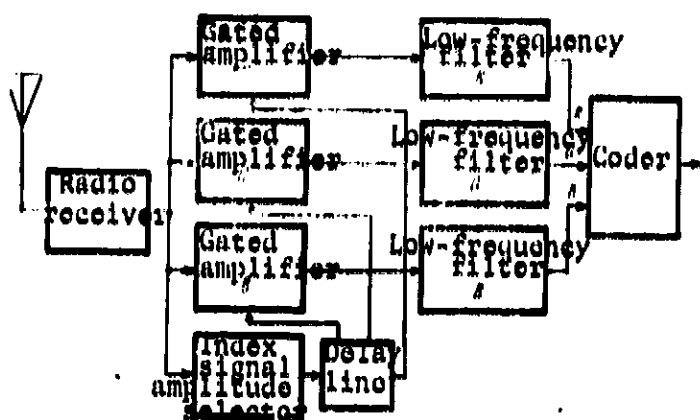 Gated
amplifier
Low-frequency
filter
Gated
amplifier
Low-frequency
filter
Coder
Radio
receiver
Gated
amplifier
Low-frequency
filter
Index
signal
amplitude
selector
Delay
line